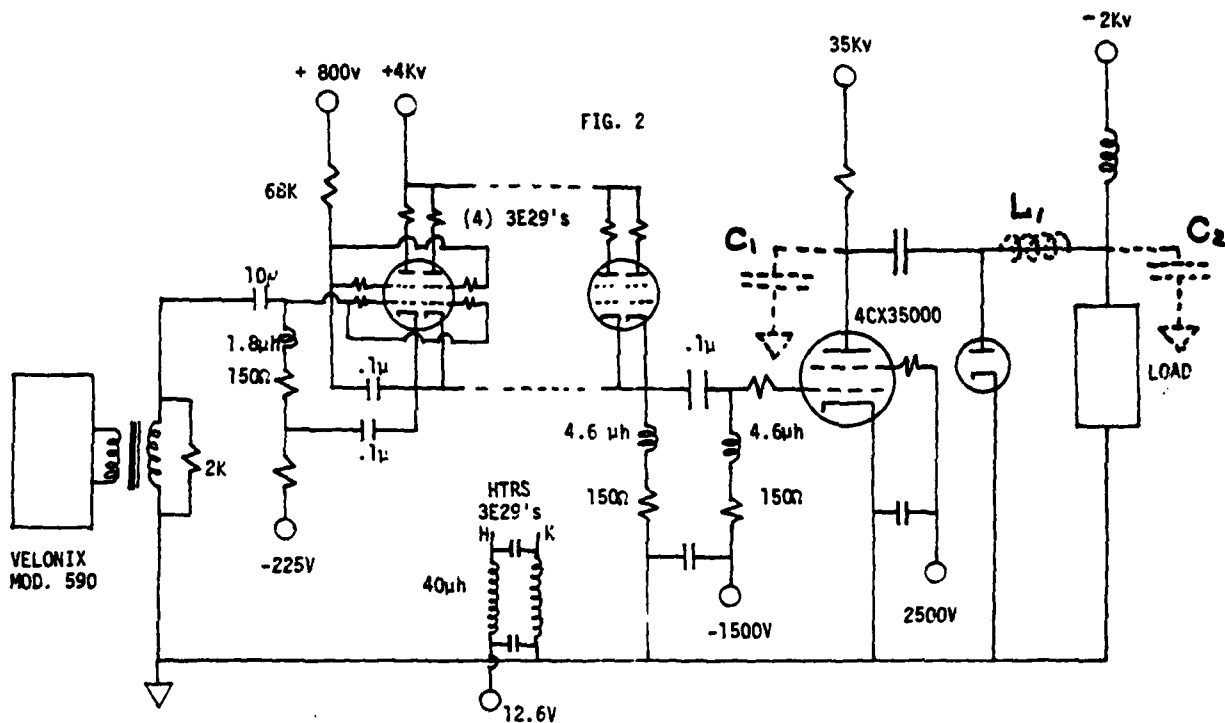 + 800v +4Kv
35Kv
-2Kv
FIG. 2
68K
(4) 3E29's
L1
C1
C2
10μ
4CX35000
1.8μh
150Ω
.1μ
.1μ
.1μ
LOAD
4.6 μh
4.6μh
2K
HTRS
3E29's
H K
150Ω
150Ω
VELONIX
MOD. 590
-225V
40μh
-1500V
2500V
12.6V